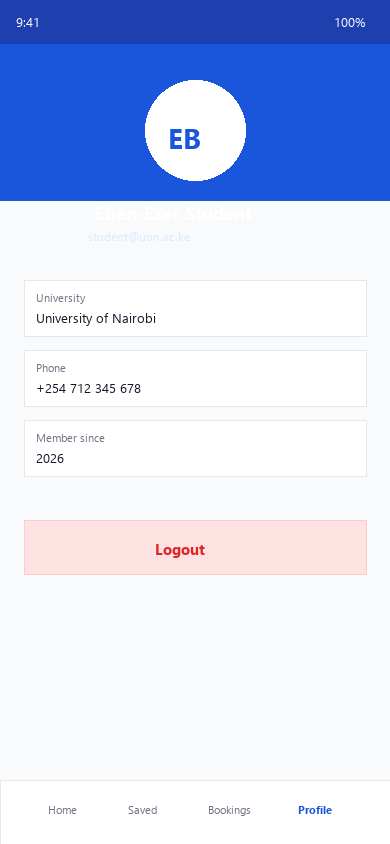 9:41 100%
EB
Eben-Ezer Student
student@uon.ac.ke
University
University of Nairobi
Phone
+254 712 345 678
Member since
2026
Logout
Home Saved Bookings Profile